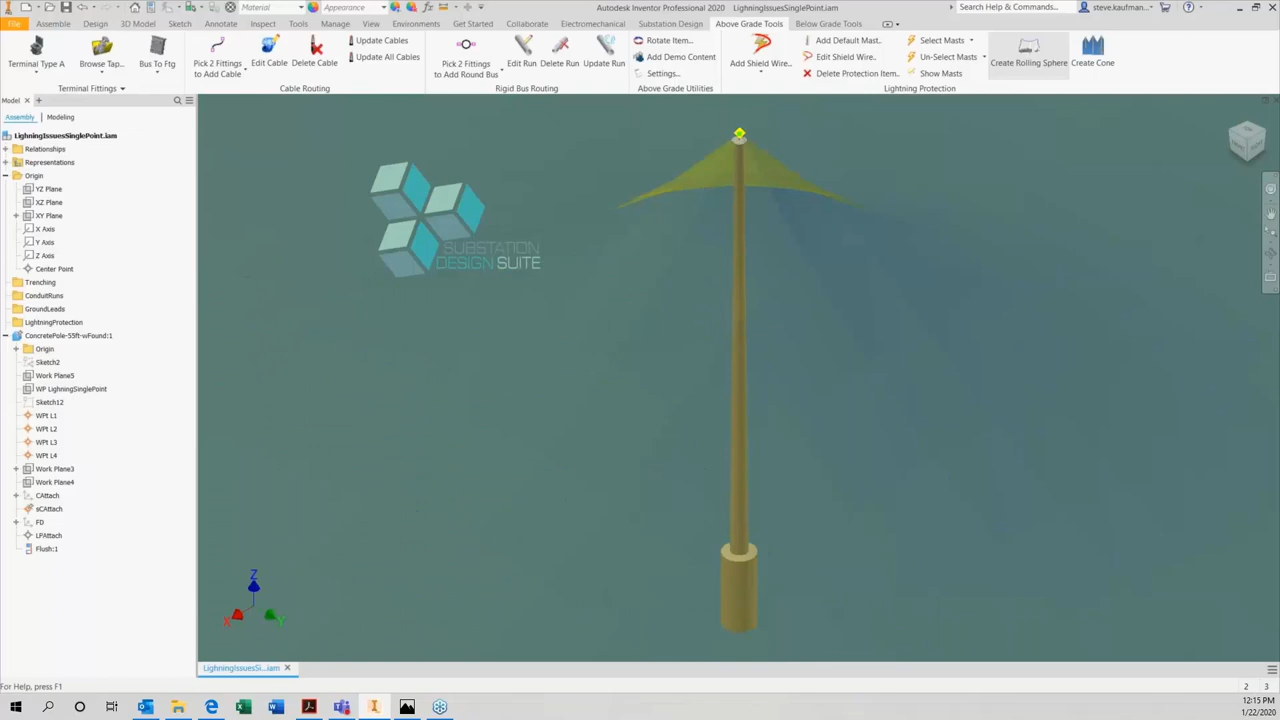 Material
Appearance
Autodesk Inventor Professional 2020
LighningIssuesSinglePoint.iam
Search Help & Commands...
steve.kaufman...
File
Assemble
Design
3D Model
Sketch
Annotate
Inspect
Tools
Manage
View
Environments
Get Started
Collaborate
Electromechanical
Substation Design
Above Grade Tools
Below Grade Tools
Terminal Type A
Browse Tap...
Bus To Ftg
Terminal Fittings
Pick 2 Fittings
to Add Cable
Edit Cable
Delete Cable
Update Cables
Update All Cables
Cable Routing
Pick 2 Fittings
to Add Round Bus
Edit Run
Delete Run
Update Run
Rigid Bus Routing
Rotate Item...
Add Demo Content
Settings...
Above Grade Utilities
Add Shield Wire...
Add Default Mast..
Edit Shield Wire..
Delete Protection Item..
Select Masts
Un-Select Masts
Show Masts
Create Rolling Sphere
Create Cone
Lightning Protection
Model
Assembly
Modeling
LighningIssuesSinglePoint.iam
Relationships
Representations
Origin
YZ Plane
XZ Plane
XY Plane
X Axis
Y Axis
Z Axis
Center Point
Trenching
ConduitRuns
GroundLeads
LightningProtection
ConcretePole-55ft-wFound:1
Origin
Sketch2
Work Plane5
WP LighningSinglePoint
Sketch12
WPt L1
WPt L2
WPt L3
WPt L4
Work Plane3
Work Plane4
CAttach
sCAttach
FD
LPAttach
Flush:1
SUBSTATION
DESIGN SUITE
Z
X
Y
LighningIssuesSi...iam
For Help, press F1
2
3
12:15 PM
1/22/2020